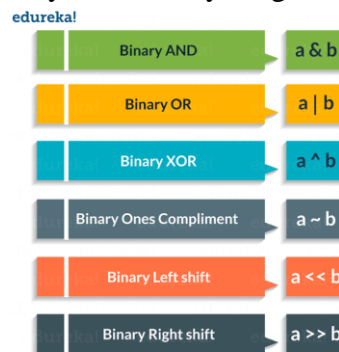 edureka!
Binary AND a & b
Binary OR a | b
Binary XOR a ^ b
Binary Ones Compliment a ~ b
Binary Left shift a << b
Binary Right shift a >> b